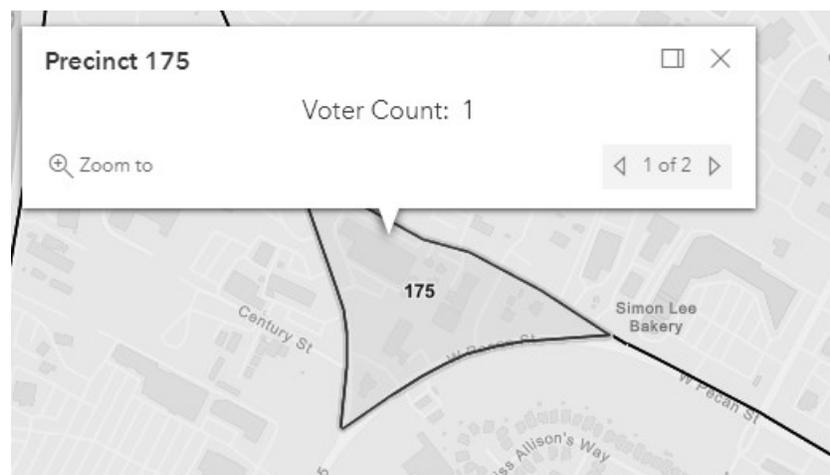 Precinct 175
Voter Count: 1
Zoom to
1 of 2
175
Simon Lee
Bakery
Century St
W Pecan St
W Pecan St
Allison's Way